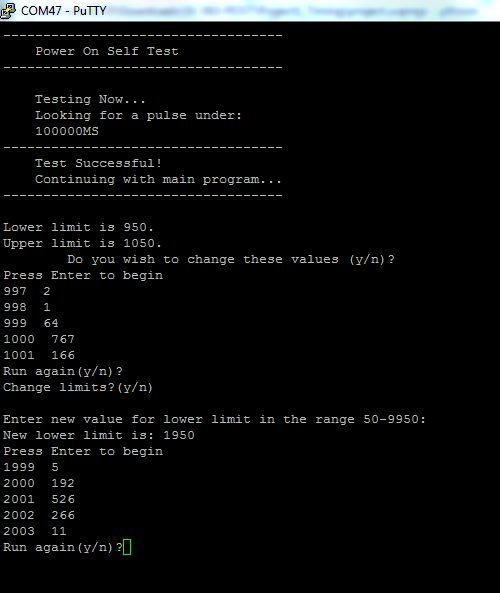 COM47 - PuTTY
-----------------------------------
    Power On Self Test
-----------------------------------
    Testing Now...
    Looking for a pulse under:
    100000MS
-----------------------------------
    Test Successful!
    Continuing with main program...
-----------------------------------
Lower limit is 950.
Upper limit is 1050.
        Do you wish to change these values (y/n)?
Press Enter to begin
997  2
998  1
999  64
1000  767
1001  166
Run again(y/n)?
Change limits?(y/n)
Enter new value for lower limit in the range 50-9950:
New lower limit is: 1950
Press Enter to begin
1999  5
2000  192
2001  526
2002  266
2003  11
Run again(y/n)?